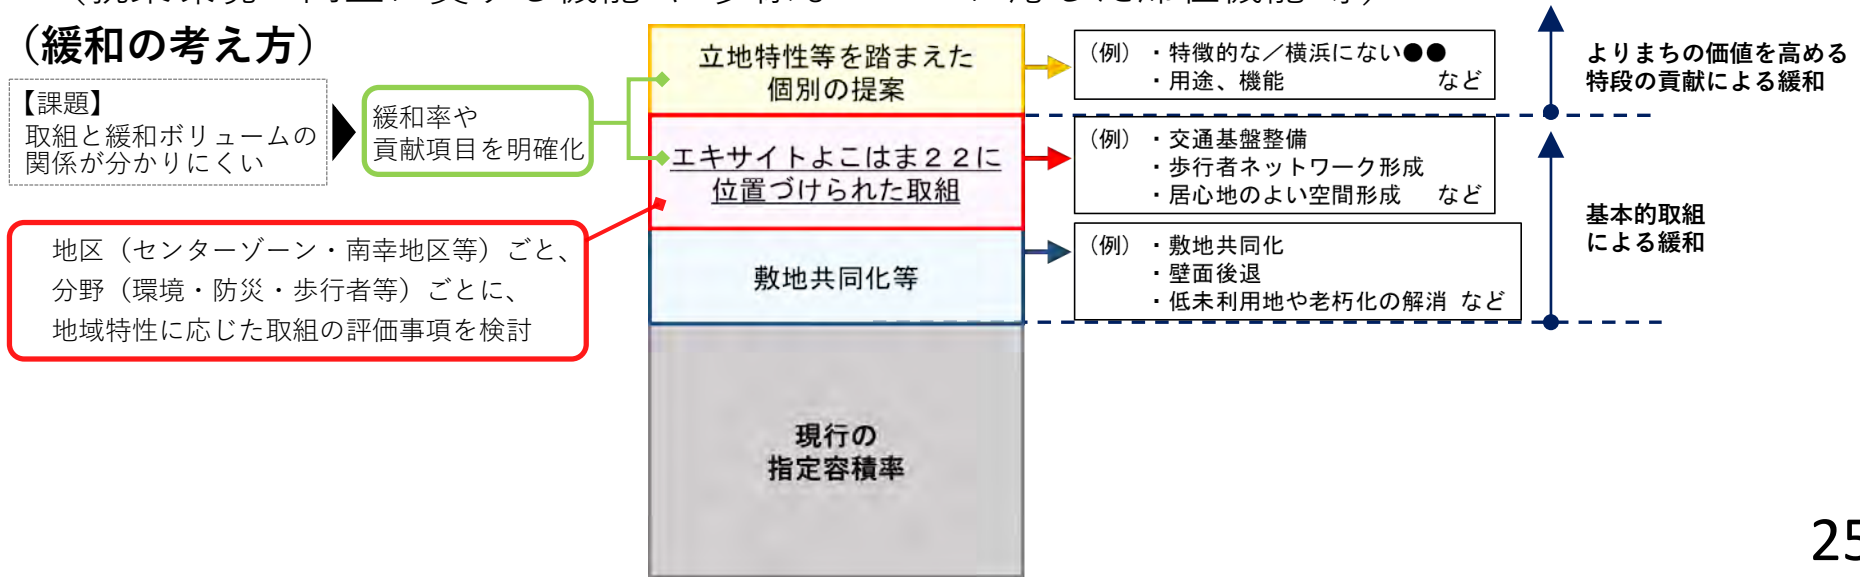 （緩和の考え方）
【課題】
取組と緩和ボリュームの
関係が分かりにくい
緩和率や
貢献項目を明確化
地区（センターゾーン・南幸地区等）ごと、
分野（環境・防災・歩行者等）ごとに、
地域特性に応じた取組の評価事項を検討
立地特性等を踏まえた
個別の提案
エキサイトよこはま２２に
位置づけられた取組
敷地共同化等
現行の
指定容積率
（例）・特徴的な／横浜にない●●
・用途、機能　など
（例）・交通基盤整備
・歩行者ネットワーク形成
・居心地のよい空間形成　など
（例）・敷地共同化
・壁面後退
・低未利用地や老朽化の解消 など
よりまちの価値を高める
特段の貢献による緩和
基本的取組
による緩和
25